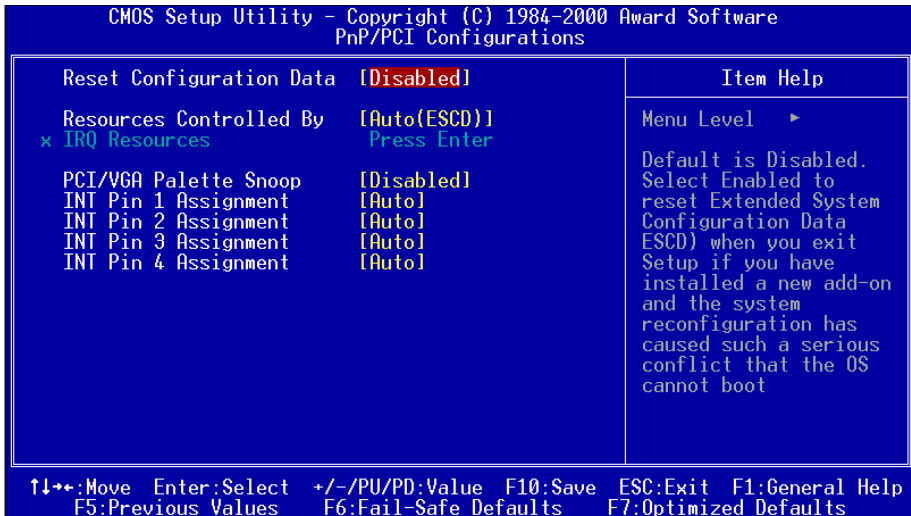 CMOS Setup Utility - Copyright (C) 1984-2000 Award Software
PnP/PCI Configurations
Reset Configuration Data [Disabled]
Resources Controlled By [Auto(ESCD)]
x IRQ Resources Press Enter
PCI/VGA Palette Snoop [Disabled]
INT Pin 1 Assignment [Auto]
INT Pin 2 Assignment [Auto]
INT Pin 3 Assignment [Auto]
INT Pin 4 Assignment [Auto]
Item Help
Menu Level ►
Default is Disabled.
Select Enabled to
reset Extended System
Configuration Data
ESCD) when you exit
Setup if you have
installed a new add-on
and the system
reconfiguration has
caused such a serious
conflict that the OS
cannot boot
↑↓→←:Move Enter:Select +/-/PU/PD:Value F10:Save ESC:Exit F1:General Help
F5:Previous Values F6:Fail-Safe Defaults F7:Optimized Defaults